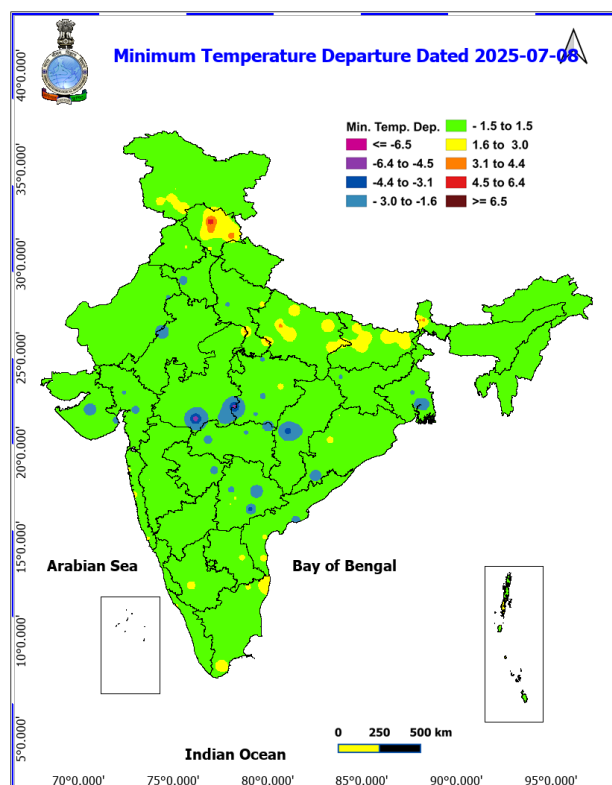 Minimum Temperature Departure Dated 2025-07-08
40°0.000'
35°0.000'
30°0.000'
25°0.000'
20°0.000'
15°0.000'
10°0.000'
5°0.000'
Min. Temp. Dep.
<= -6.5
-6.4 to -4.5
-4.4 to -3.1
- 3.0 to -1.6
- 1.5 to 1.5
1.6 to 3.0
3.1 to 4.4
4.5 to 6.4
>= 6.5
Arabian Sea
Bay of Bengal
Indian Ocean
0 250 500 km
70°0.000' 75°0.000' 80°0.000' 85°0.000' 90°0.000' 95°0.000'